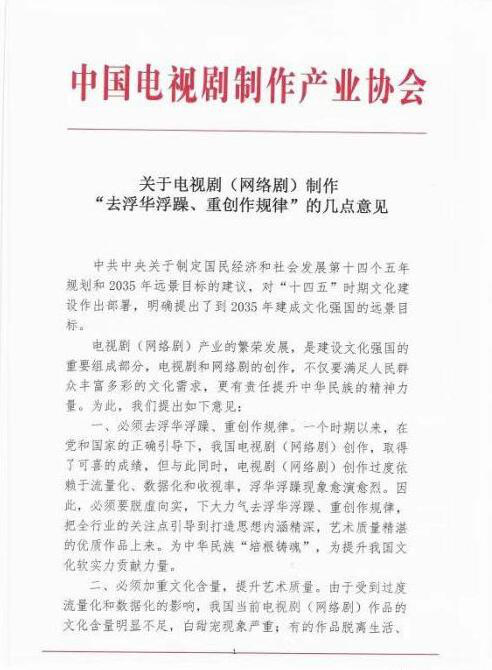 中国电视剧制作产业协会
关于电视剧（网络剧）制作
“去浮华浮躁、重创作规律”的几点意见
中共中央关于制定国民经济和社会发展第十四个五年
规划和 2035 年远景目标的建议，对“十四五”时期文化建
设作出部署，明确提出了到 2035 年建成文化强国的远景目
标。
电视剧（网络剧）产业的繁荣发展，是建设文化强国的
重要组成部分，电视剧和网络剧的创作，不仅要满足人民群
众丰富多彩的文化需求，更有责任提升中华民族的精神力
量。为此，我们提出如下意见：
一、必须去浮华浮躁、重创作规律。一个时期以来，在
党和国家的正确引导下，我国电视剧（网络剧）创作，取得
了可喜的成绩，但与此同时，电视剧（网络剧）创作过度依
赖于流量化、数据化和收视率，浮华浮躁现象愈演愈烈。因
此，必须要脱虚向实，下大力气去浮华浮躁、重创作规律，
把全行业的关注点引导到打造思想内涵精深，艺术质量精湛
的优质作品上来。为中华民族“培根铸魂”，为提升我国文
化软实力贡献力量。
二、必须加重文化含量，提升艺术质量。由于受到过度
流量化和数据化的影响，我国当前电视剧（网络剧）作品的
文化含量明显不足，白甜宠现象严重；有的作品脱离生活、
1